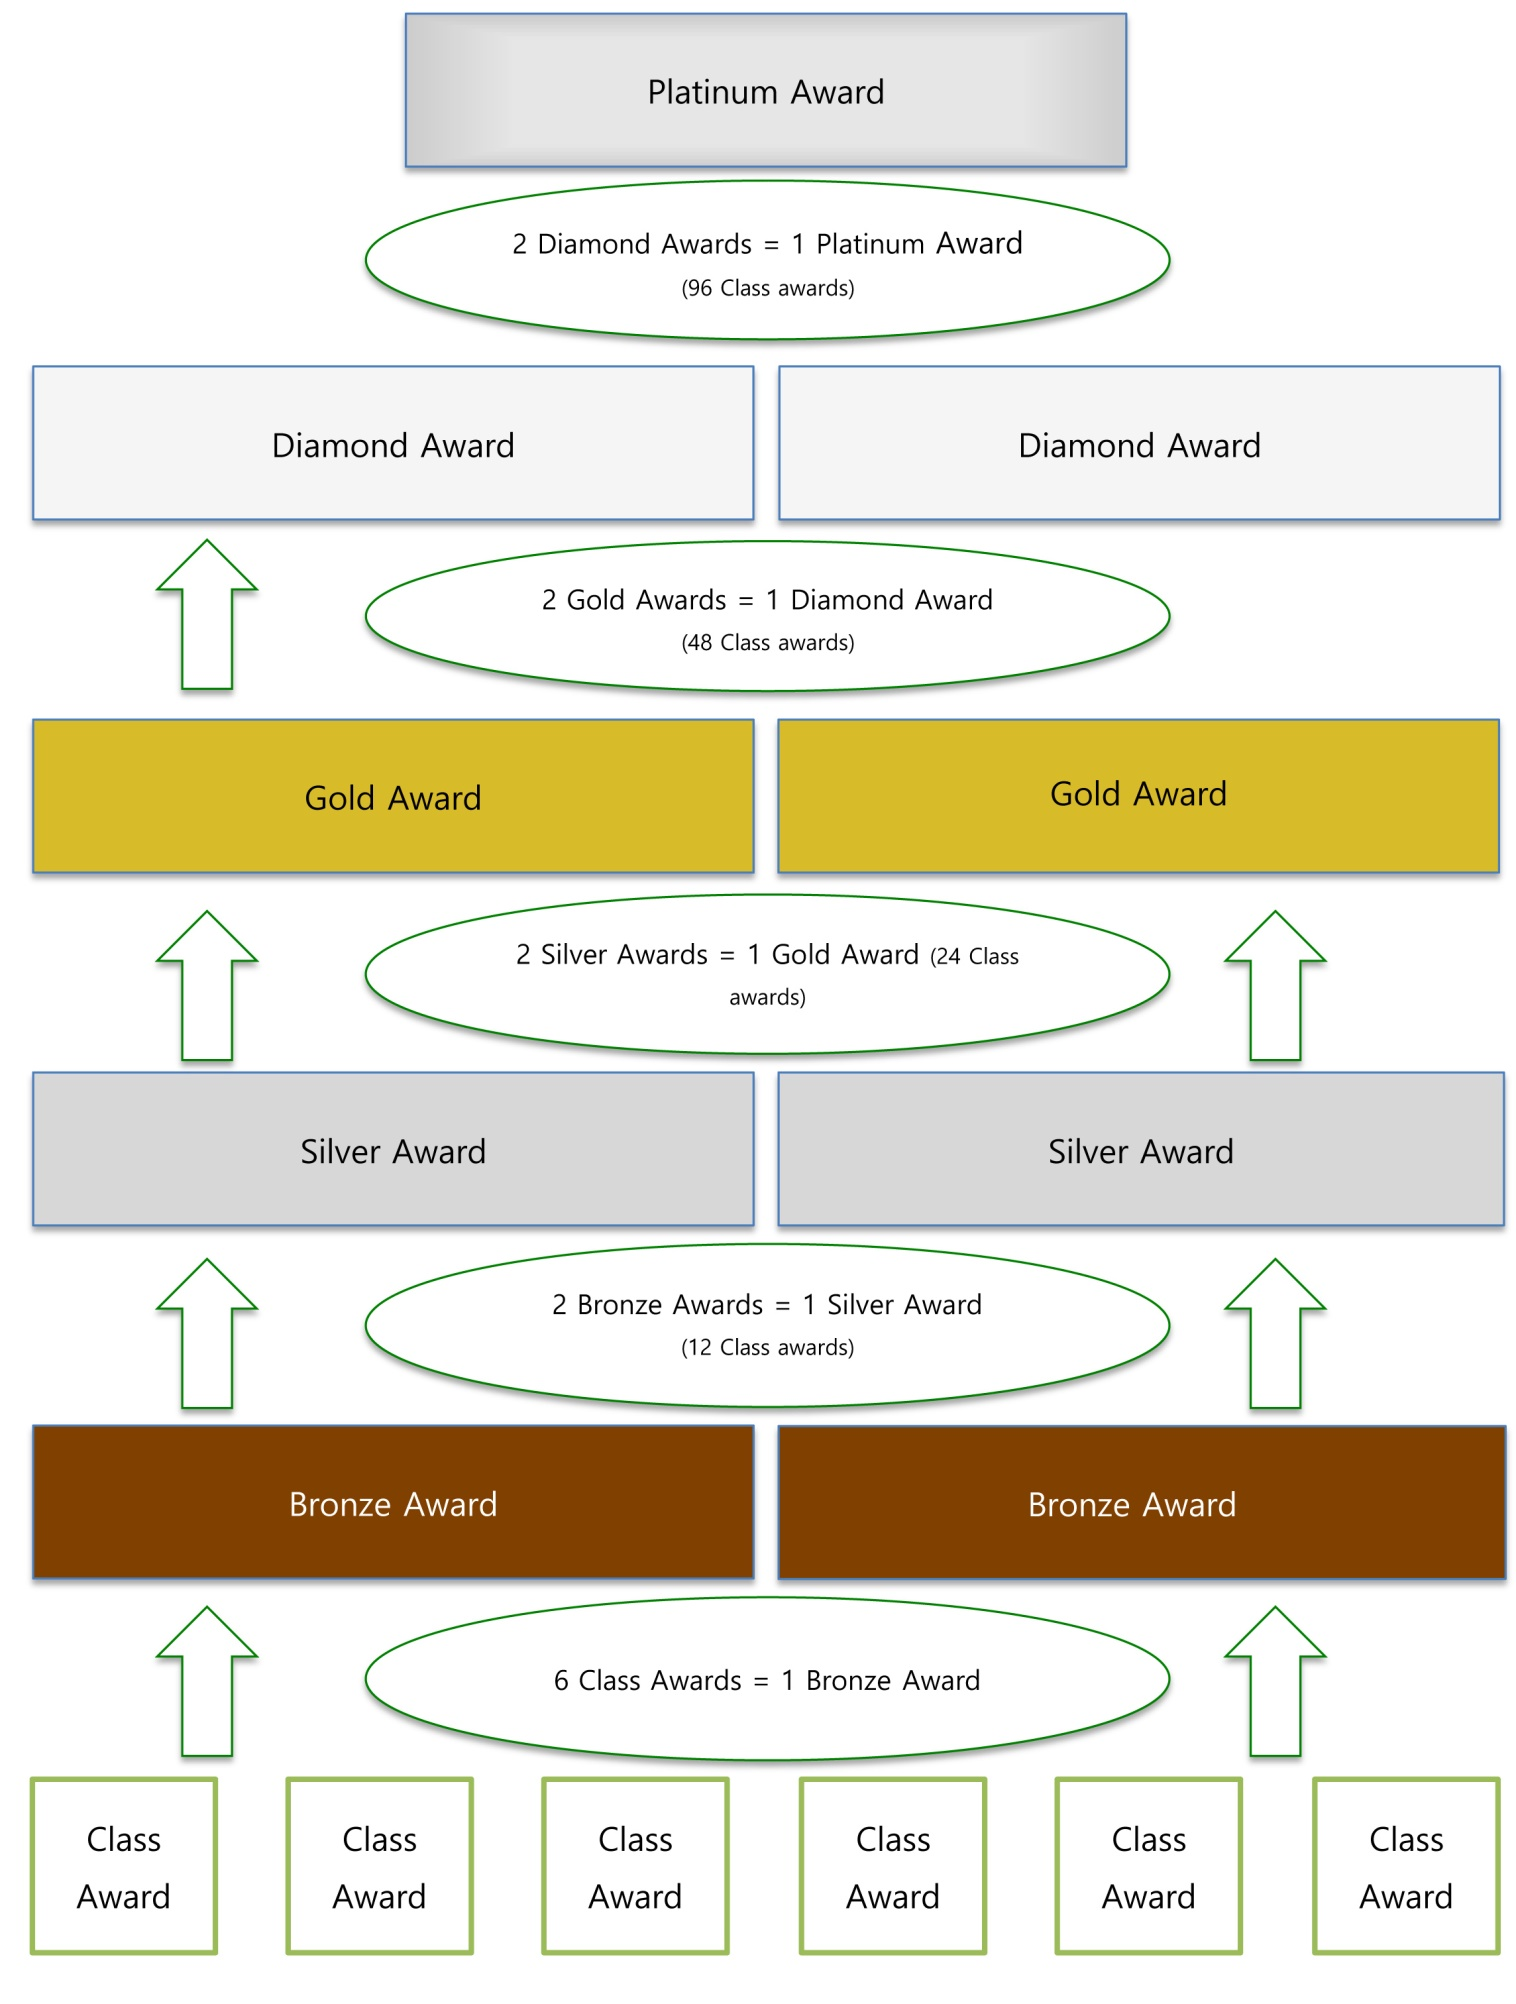 Platinum Award
2 Diamond Awards = 1 Platinum Award
(96 Class awards)
Diamond Award
Diamond Award
2 Gold Awards = 1 Diamond Award
(48 Class awards)
Gold Award
Gold Award
2 Silver Awards = 1 Gold Award (24 Class
awards)
Silver Award
Silver Award
2 Bronze Awards = 1 Silver Award
(12 Class awards)
Bronze Award
Bronze Award
6 Class Awards = 1 Bronze Award
Class
Award
Class
Award
Class
Award
Class
Award
Class
Award
Class
Award